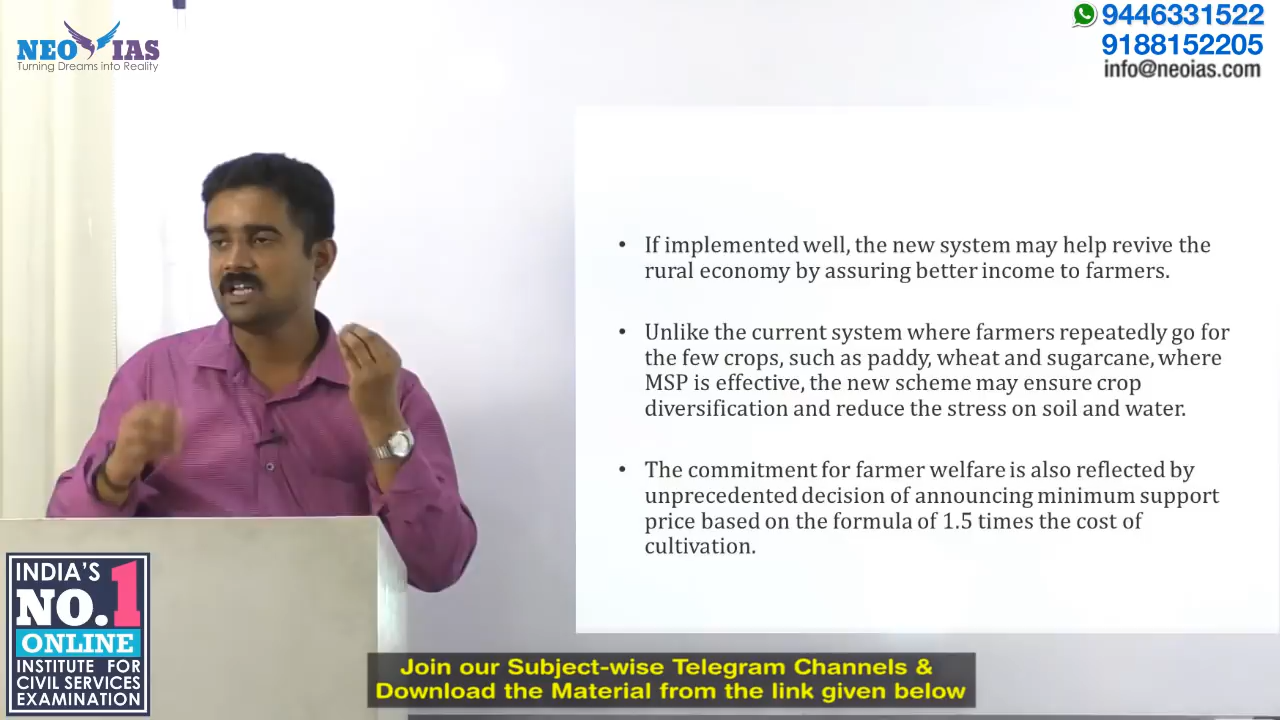 NEO IAS
Turning Dreams into Reality
9446331522
9188152205
info@neoias.com
• If implemented well, the new system may help revive the
rural economy by assuring better income to farmers.
• Unlike the current system where farmers repeatedly go for
the few crops, such as paddy, wheat and sugarcane, where
MSP is effective, the new scheme may ensure crop
diversification and reduce the stress on soil and water.
• The commitment for farmer welfare is also reflected by
unprecedented decision of announcing minimum support
price based on the formula of 1.5 times the cost of
cultivation.
INDIA'S
NO.1
ONLINE
INSTITUTE FOR
CIVIL SERVICES
EXAMINATION
Join our Subject-wise Telegram Channels &
Download the Material from the link given below